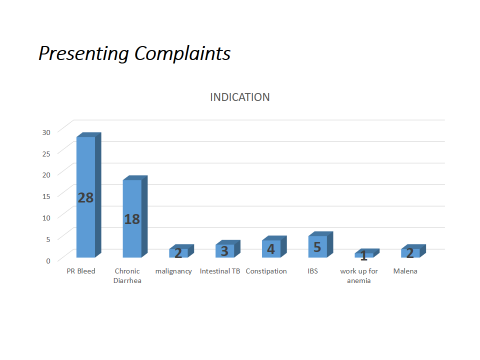 Presenting Complaints
INDICATION
30
25
20
15
10
5
0
28
18
2
3
4
5
1
2
PR Bleed
Chronic
Diarrhea
malignancy
Intestinal TB
Constipation
IBS
work up for
anemia
Malena